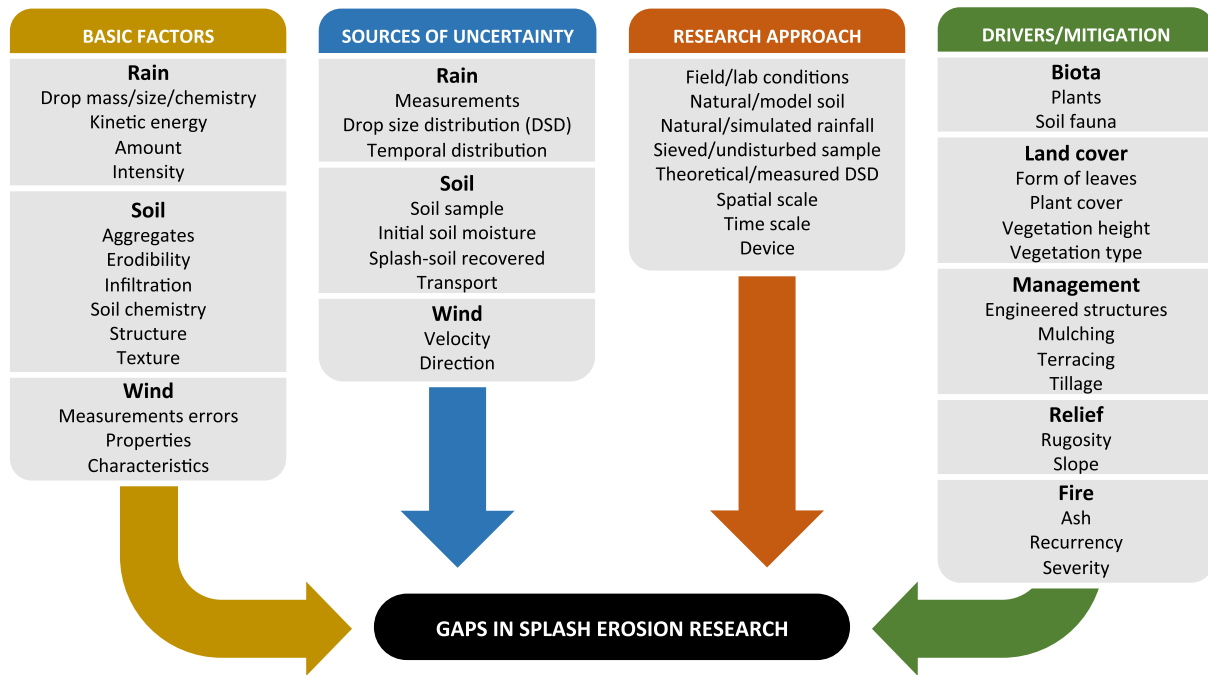 BASIC FACTORS
Rain
Drop mass/size/chemistry
Kinetic energy
Amount
Intensity
Soil
Aggregates
Erodibility
Infiltration
Soil chemistry
Structure
Texture
Wind
Measurements errors
Properties
Characteristics
SOURCES OF UNCERTAINTY
Rain
Measurements
Drop size distribution (DSD)
Temporal distribution
Soil
Soil sample
Initial soil moisture
Splash-soil recovered
Transport
Wind
Velocity
Direction
RESEARCH APPROACH
Field/lab conditions
Natural/model soil
Natural/simulated rainfall
Sieved/undisturbed sample
Theoretical/measured DSD
Spatial scale
Time scale
Device
DRIVERS/MITIGATION
Biota
Plants
Soil fauna
Land cover
Form of leaves
Plant cover
Vegetation height
Vegetation type
Management
Engineered structures
Mulching
Terracing
Tillage
Relief
Rugosity
Slope
Fire
Ash
Recurrency
Severity
GAPS IN SPLASH EROSION RESEARCH